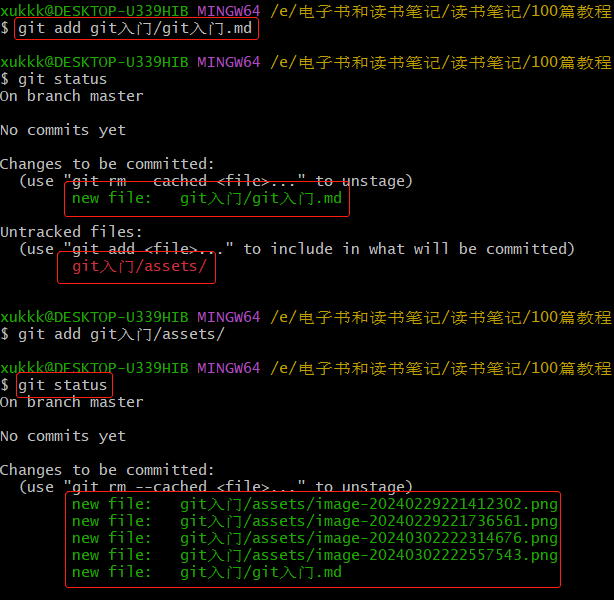 xukkk@DESKTOP-U339HIB MINGW64 /e/电子书和读书笔记/读书笔记/100篇教程
$ git add git入门/git入门.md
xukkk@DESKTOP-U339HIB MINGW64 /e/电子书和读书笔记/读书笔记/100篇教程
$ git status
On branch master
No commits yet
Changes to be committed:
(use "git rm --cached <file>..." to unstage)
new file: git入门/git入门.md
Untracked files:
(use "git add <file>..." to include in what will be committed)
git入门/assets/
xukkk@DESKTOP-U339HIB MINGW64 /e/电子书和读书笔记/读书笔记/100篇教程
$ git add git入门/assets/
xukkk@DESKTOP-U339HIB MINGW64 /e/电子书和读书笔记/读书笔记/100篇教程
$ git status
On branch master
No commits yet
Changes to be committed:
(use "git rm --cached <file>..." to unstage)
new file: git入门/assets/image-20240229221412302.png
new file: git入门/assets/image-20240229221736561.png
new file: git入门/assets/image-20240302222314676.png
new file: git入门/assets/image-20240302222557543.png
new file: git入门/git入门.md